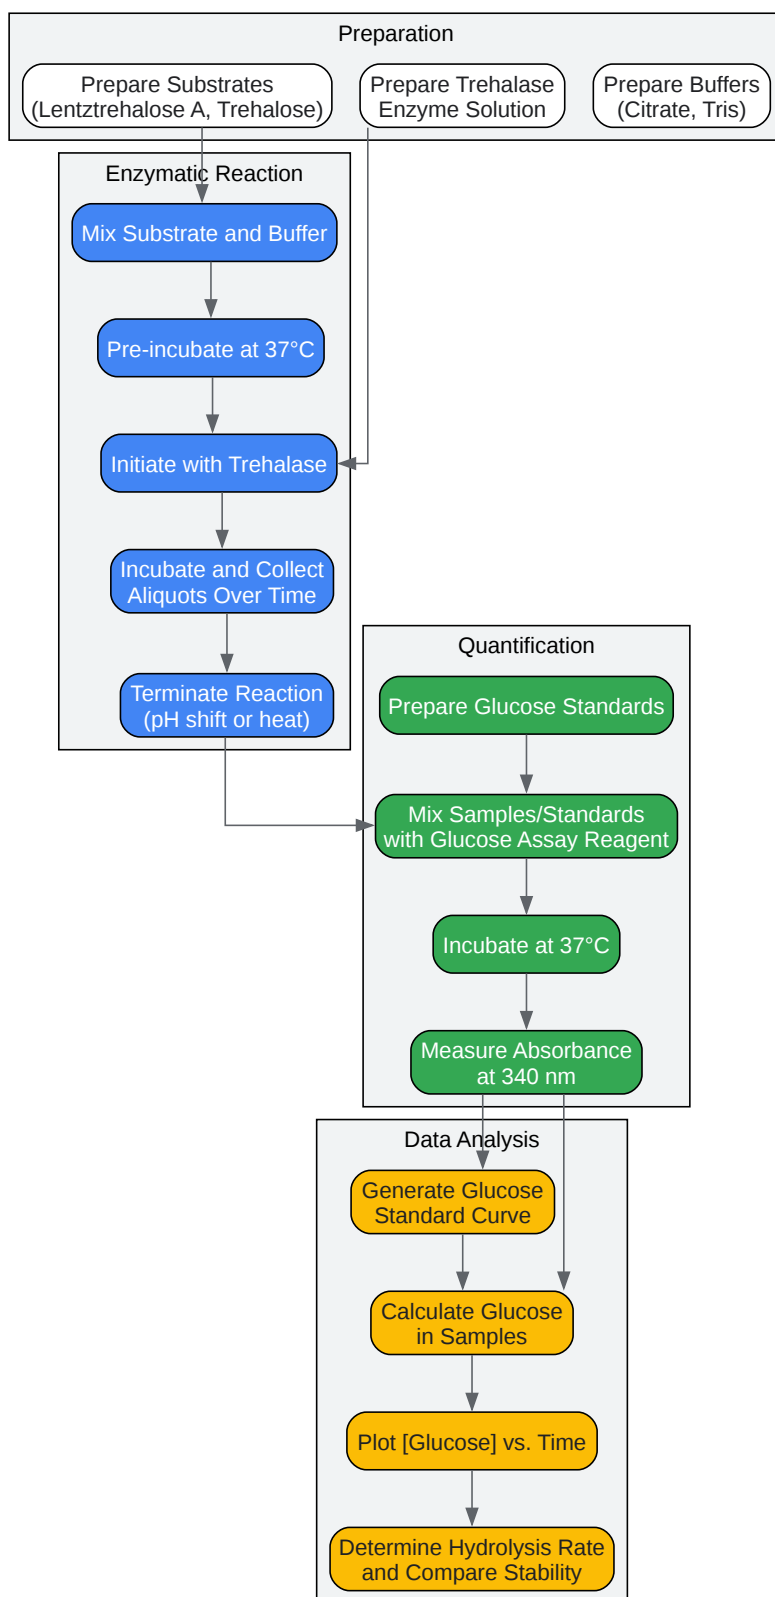 Preparation
Prepare Substrates
(Lentztrehalose A, Trehalose)
Prepare Trehalase
Enzyme Solution
Prepare Buffers
(Citrate, Tris)
Enzymatic Reaction
Mix Substrate and Buffer
Pre-incubate at 37°C
Initiate with Trehalase
Incubate and Collect
Aliquots Over Time
Terminate Reaction
(pH shift or heat)
Quantification
Prepare Glucose Standards
Mix Samples/Standards
with Glucose Assay Reagent
Incubate at 37°C
Measure Absorbance
at 340 nm
Data Analysis
Generate Glucose
Standard Curve
Calculate Glucose
in Samples
Plot [Glucose] vs. Time
Determine Hydrolysis Rate
and Compare Stability